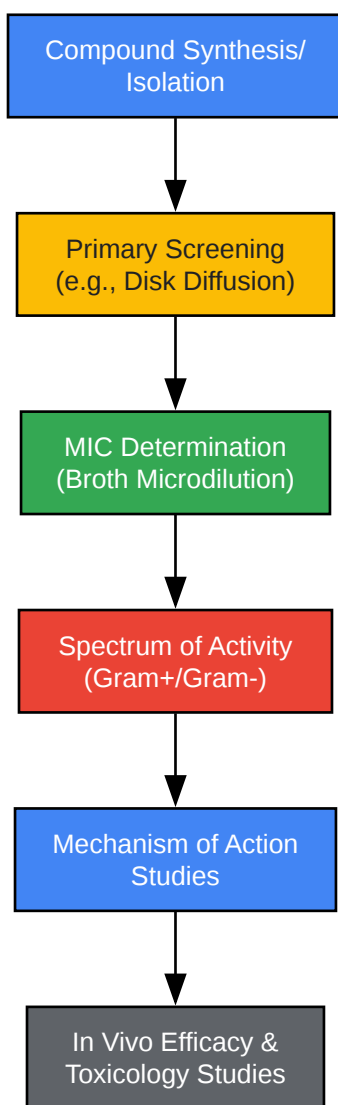 Compound Synthesis/
Isolation
Primary Screening
(e.g., Disk Diffusion)
MIC Determination
(Broth Microdilution)
Spectrum of Activity
(Gram+/Gram-)
Mechanism of Action
Studies
In Vivo Efficacy &
Toxicology Studies